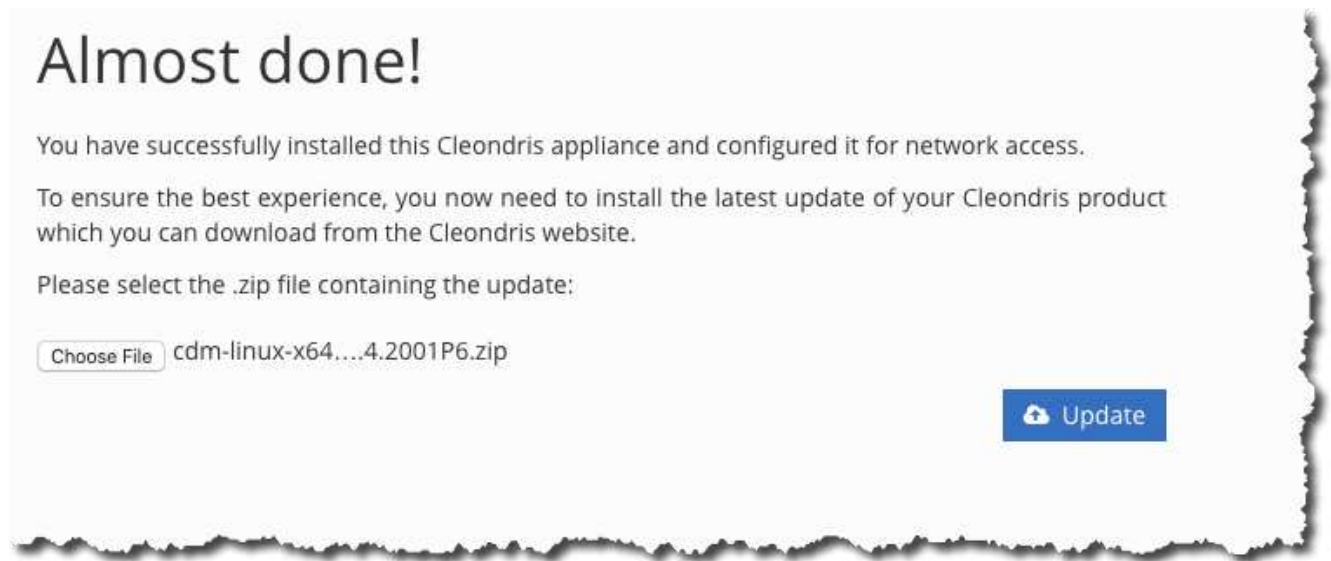 Almost done!
You have successfully installed this Cleondris appliance and configured it for network access.
To ensure the best experience, you now need to install the latest update of your Cleondris product
which you can download from the Cleondris website.
Please select the .zip file containing the update:
Choose File cdm-linux-x64....4.2001P6.zip
Update